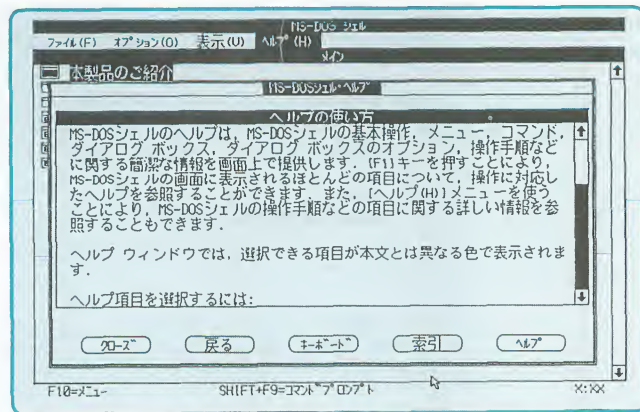 MS-DOS シェル
ファイル(F) オプション(O) 表示(U) ヘルプ(H)
メイン
本製品のご紹介
MS-DOSシェル・ヘルプ
ヘルプの使い方
MS-DOSシェルのヘルプは，MS-DOSシェルの基本操作，メニュー，コマンド，
ダイアログ ボックス，ダイアログ ボックスのオプション，操作手順など
に関する簡潔な情報を画面上で提供します．(F1)キーを押すことにより，
MS-DOSシェルの画面に表示されるほとんどの項目について，操作に対応し
たヘルプを参照することができます．また，[ヘルプ(H)]メニューを使う
ことにより，MS-DOSシェルの操作手順などの項目に関する詳しい情報を参
照することもできます．
ヘルプ ウィンドウでは，選択できる項目が本文とは異なる色で表示されま
す．
ヘルプ項目を選択するには:
クローズ 戻る キーボード 索引 ヘルプ
F10=メニュー SHIFT+F9=コマンドプロンプト X:XX